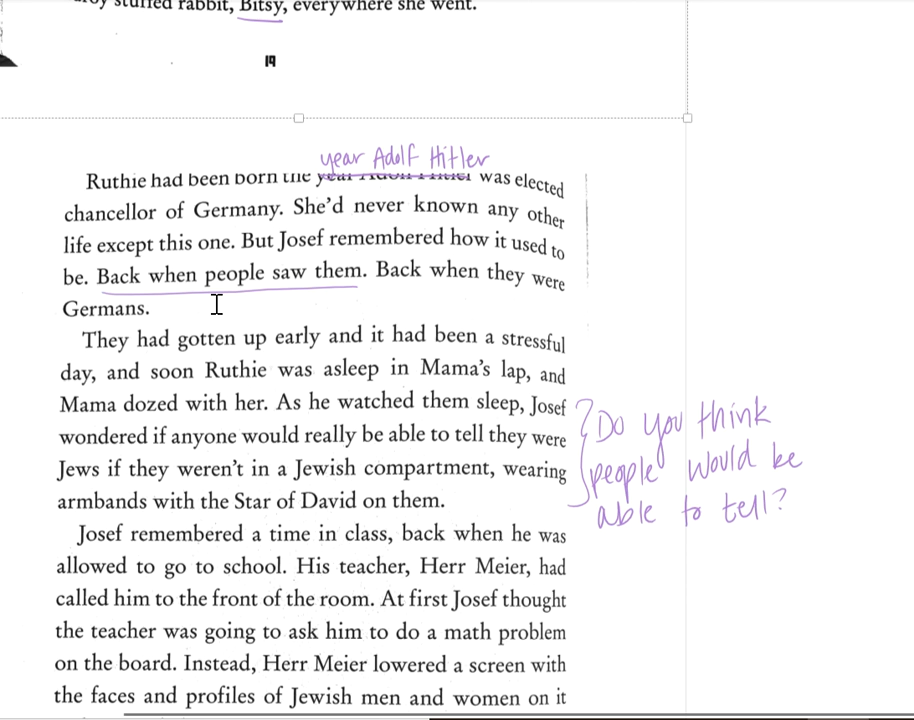 stuffed rabbit, Bitsy, everywhere she went.
19
year Adolf Hitler
Ruthie had been born the year Adolf Hitler was elected
chancellor of Germany. She'd never known any other
life except this one. But Josef remembered how it used to
be. Back when people saw them. Back when they were
Germans.
They had gotten up early and it had been a stressful
day, and soon Ruthie was asleep in Mama's lap, and
Mama dozed with her. As he watched them sleep, Josef
wondered if anyone would really be able to tell they were
Jews if they weren't in a Jewish compartment, wearing
armbands with the Star of David on them.
Do you think
people would be
able to tell?
Josef remembered a time in class, back when he was
allowed to go to school. His teacher, Herr Meier, had
called him to the front of the room. At first Josef thought
the teacher was going to ask him to do a math problem
on the board. Instead, Herr Meier lowered a screen with
the faces and profiles of Jewish men and women on it